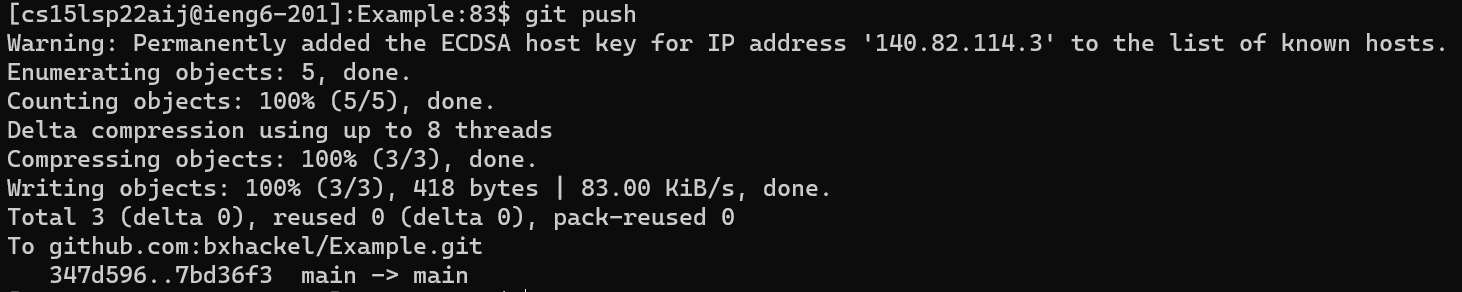 [cs15lsp22aij@ieng6-201]:Example:83$ git push
Warning: Permanently added the ECDSA host key for IP address '140.82.114.3' to the list of known hosts.
Enumerating objects: 5, done.
Counting objects: 100% (5/5), done.
Delta compression using up to 8 threads
Compressing objects: 100% (3/3), done.
Writing objects: 100% (3/3), 418 bytes | 83.00 KiB/s, done.
Total 3 (delta 0), reused 0 (delta 0), pack-reused 0
To github.com:bxhackel/Example.git
   347d596..7bd36f3  main -> main